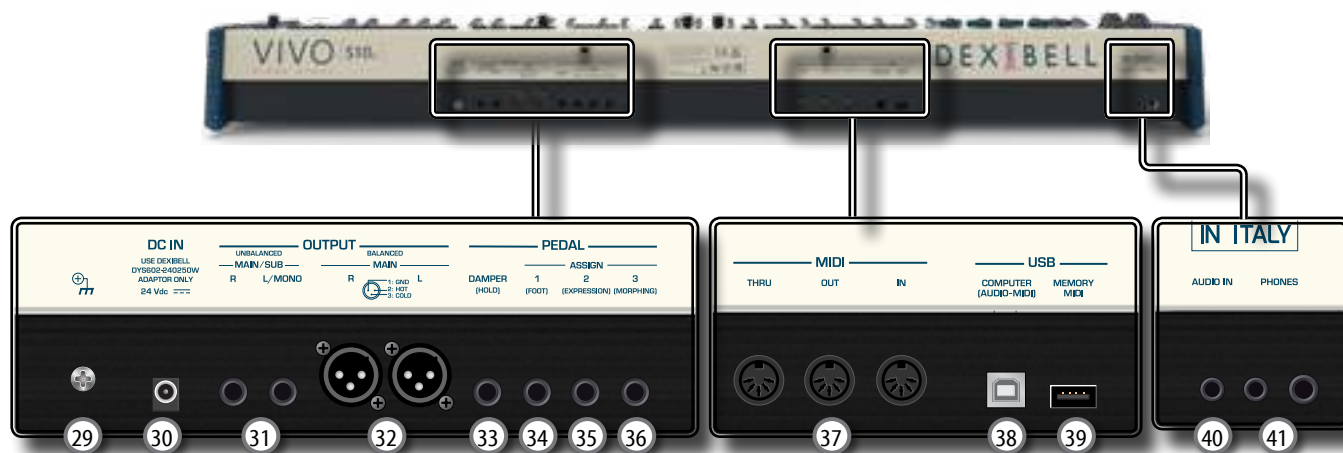 VIVO S10
DEXIBELL
DC IN
USE DEXIBELL
DYS602-240250W
ADAPTOR ONLY
24 Vdc
OUTPUT
UNBALANCED
MAIN/SUB
R L/MONO
BALANCED
MAIN
R L
1: GND
2: HOT
3: COLD
PEDAL
ASSIGN
DAMPER 1 2 3
(HOLD) (FOOT) (EXPRESSION) (MORPHING)
MIDI
THRU OUT IN
USB
COMPUTER MEMORY
(AUDIO-MIDI) MIDI
IN ITALY
AUDIO IN PHONES
29 30 31 32 33 34 35 36 37 38 39 40 41